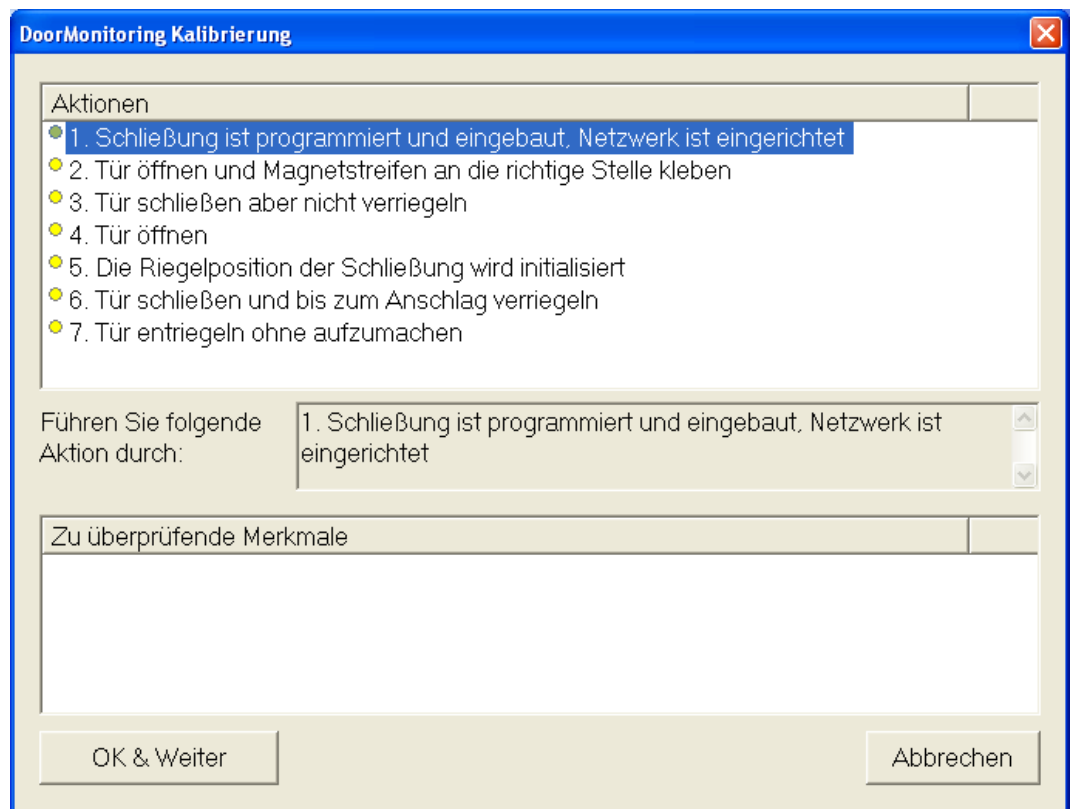 DoorMonitoring Kalibrierung
Aktionen
1. Schließung ist programmiert und eingebaut, Netzwerk ist eingerichtet
2. Tür öffnen und Magnetstreifen an die richtige Stelle kleben
3. Tür schließen aber nicht verriegeln
4. Tür öffnen
5. Die Riegelposition der Schließung wird initialisiert
6. Tür schließen und bis zum Anschlag verriegeln
7. Tür entriegeln ohne aufzumachen
Führen Sie folgende
Aktion durch:
1. Schließung ist programmiert und eingebaut, Netzwerk ist
eingerichtet
Zu überprüfende Merkmale
OK & Weiter
Abbrechen